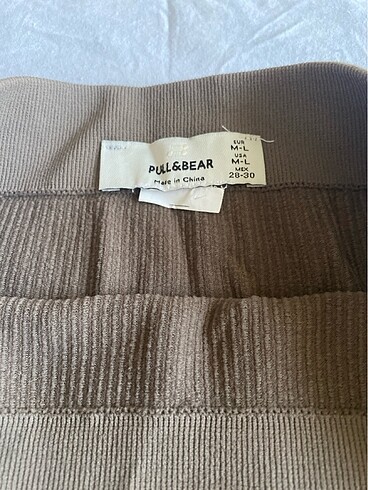 PULL&BEAR
Made in China
EUR
M-L
USA
M-L
MEX
28-30